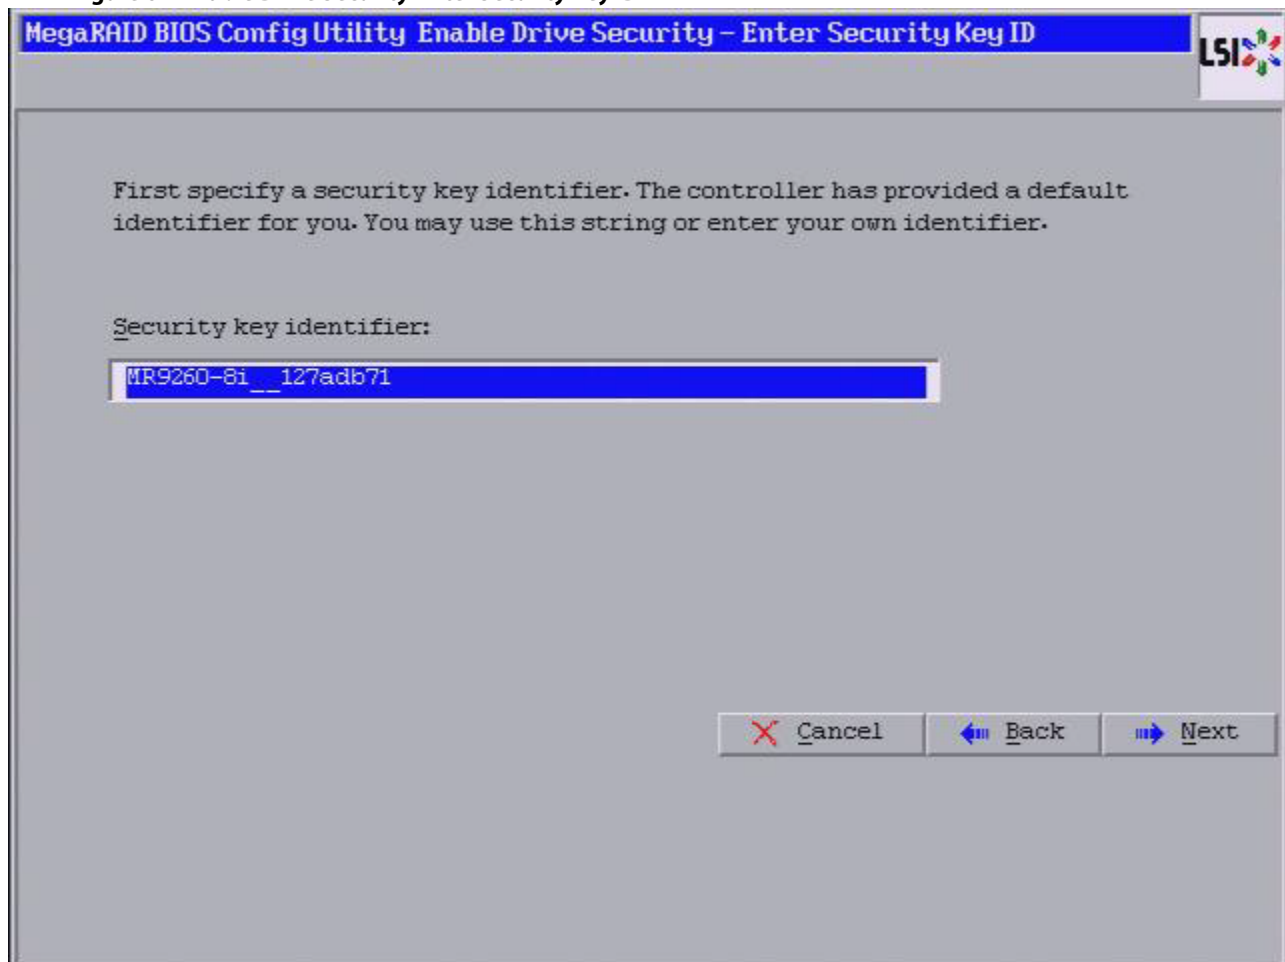 MegaRAID BIOS Config Utility Enable Drive Security – Enter Security Key ID
LSI
First specify a security key identifier. The controller has provided a default
identifier for you. You may use this string or enter your own identifier.
Security key identifier:
MR9260-8i__127adb71
Cancel Back Next